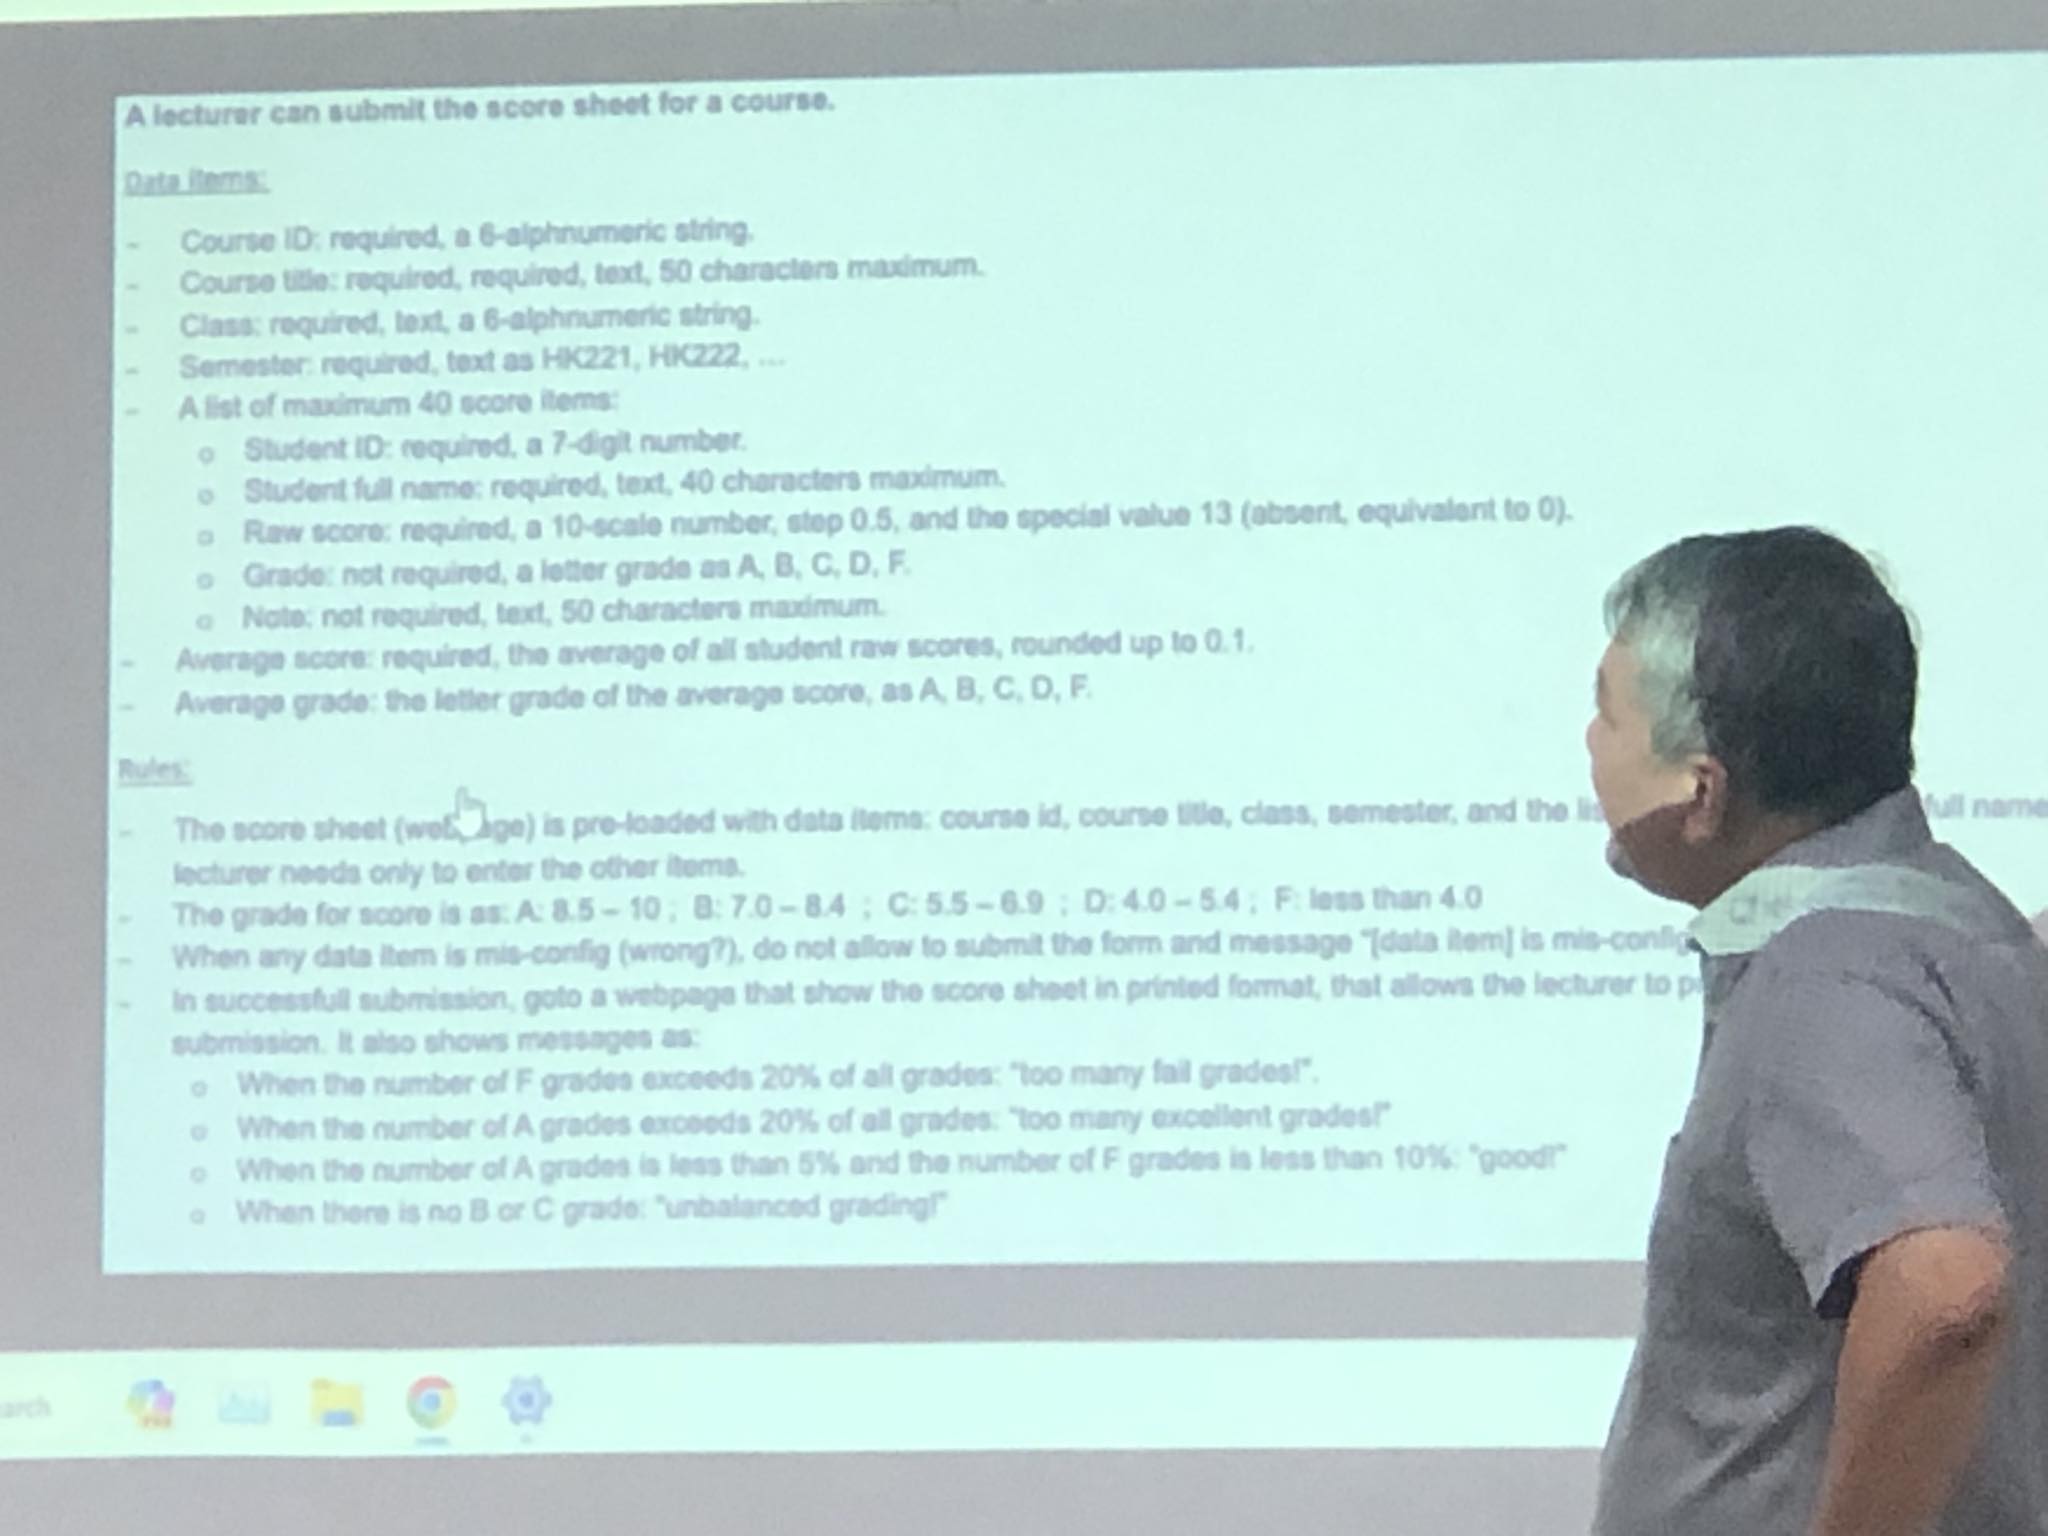 A lecturer can submit the score sheet for a course.
Data items:
- Course ID: required, a 6-alphnumeric string.
- Course title: required, required, text, 50 characters maximum.
- Class: required, text, a 6-alphnumeric string.
- Semester: required, text as HK221, HK222, ...
- A list of maximum 40 score items:
o Student ID: required, a 7-digit number.
o Student full name: required, text, 40 characters maximum.
o Raw score: required, a 10-scale number, step 0.5, and the special value 13 (absent, equivalent to 0).
o Grade: not required, a letter grade as A, B, C, D, F.
o Note: not required, text, 50 characters maximum.
- Average score: required, the average of all student raw scores, rounded up to 0.1.
- Average grade: the letter grade of the average score, as A, B, C, D, F.
Rules:
- The score sheet ) is pre-loaded with data items: course id, course title, class, semester, and the full name
lecturer needs only to enter the other items.
- The grade for score is as: A: 8.5 – 10 ; B: 7.0 – 8.4 ; C: 5.5 – 6.9 ; D: 4.0 – 5.4 ; F: less than 4.0
- When any data item is mis-config (wrong?), do not allow to submit the form and message "[data item] is mis-config
- In successfull submission, goto a webpage that show the score sheet in printed format, that allows the lecturer to
submission. It also shows messages as:
o When the number of F grades exceeds 20% of all grades: "too many fail grades!".
o When the number of A grades exceeds 20% of all grades: "too many excellent grades!"
o When the number of A grades is less than 5% and the number of F grades is less than 10%: "good!"
o When there is no B or C grade: "unbalanced grading!"
arch